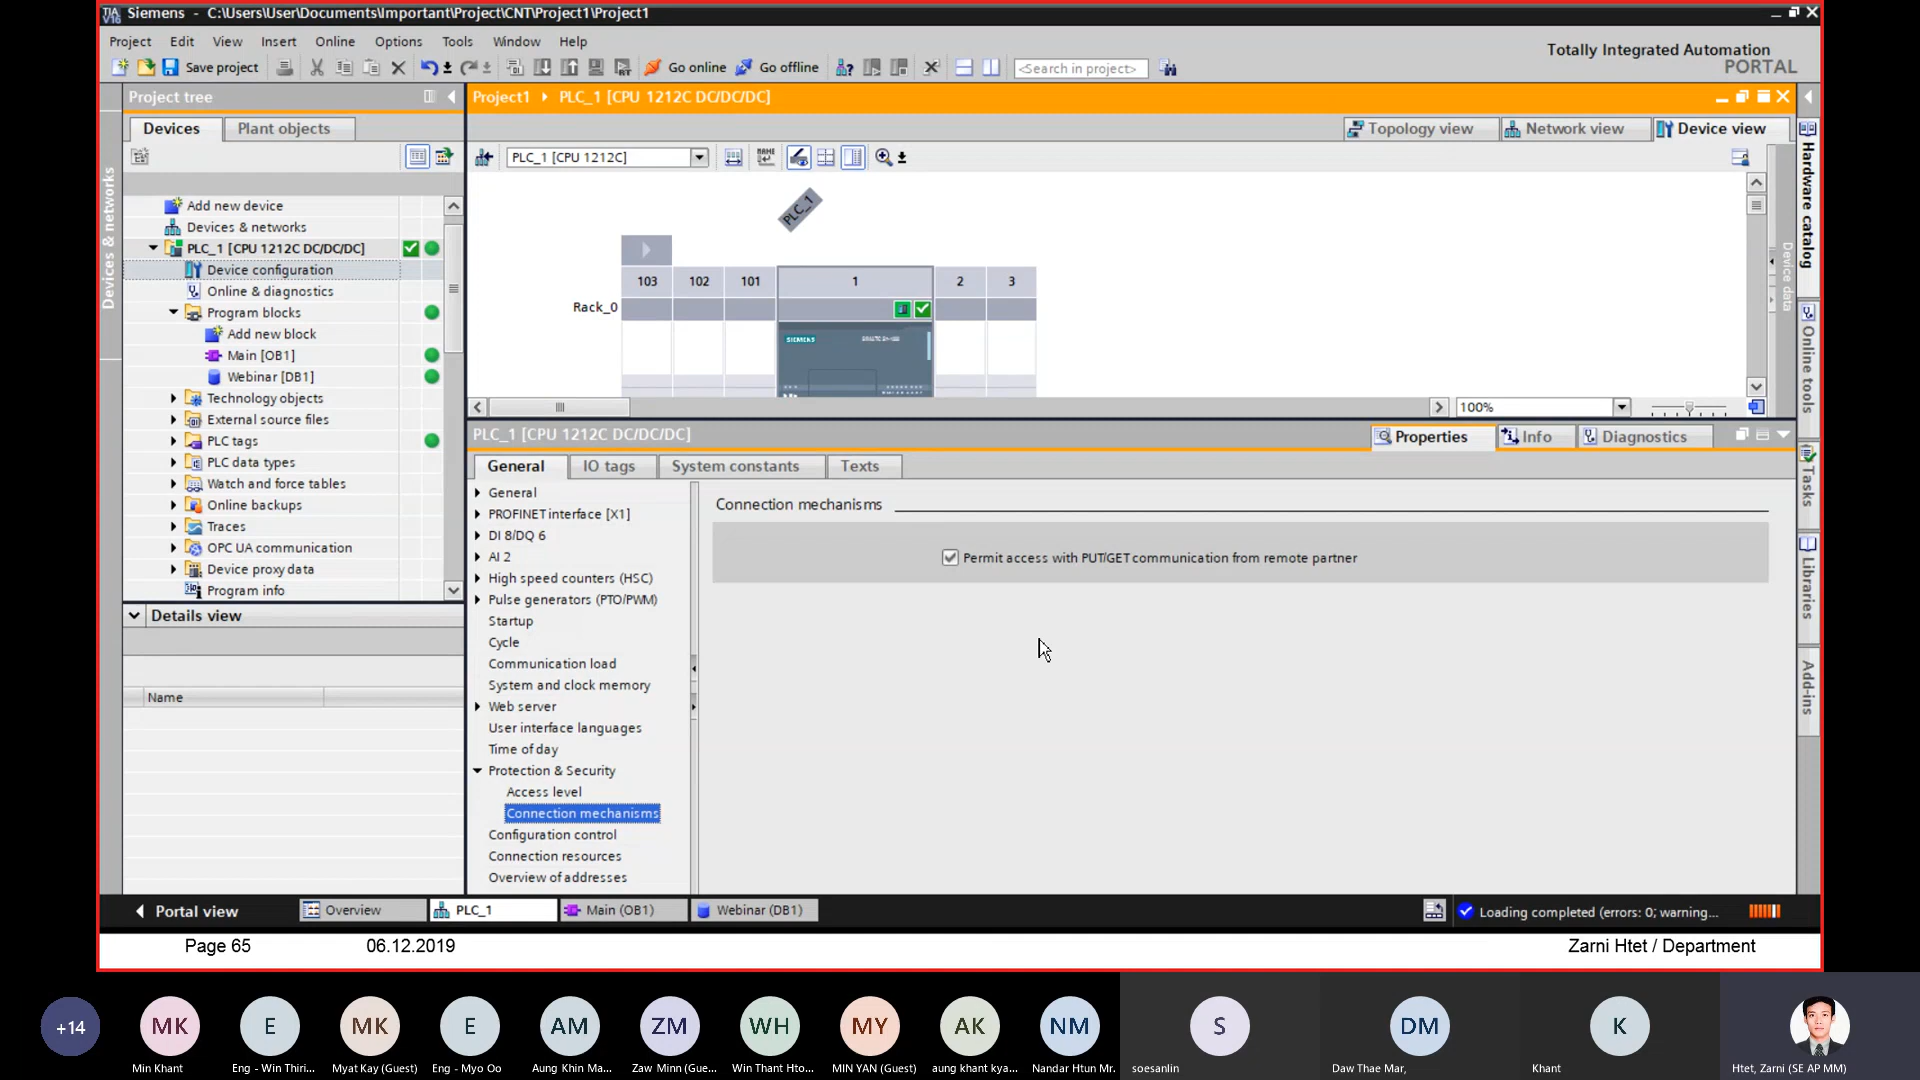 Siemens - C:\Users\User\Documents\Important\Project\CNT\Project1\Project1
Project Edit View Insert Online Options Tools Window Help
Totally Integrated Automation
PORTAL
Save project
Go online
Go offline
<Search in project>
Project tree
Project1 PLC_1 [CPU 1212C DC/DC/DC]
Devices
Plant objects
Topology view
Network view
Device view
PLC_1 [CPU 1212C]
Devices & networks
Add new device
Devices & networks
PLC_1 [CPU 1212C DC/DC/DC]
Device configuration
Online & diagnostics
Program blocks
Add new block
Main [OB1]
Webinar [DB1]
Technology objects
External source files
PLC tags
PLC data types
Watch and force tables
Online backups
Traces
OPC UA communication
Device proxy data
Program info
Details view
Name
PLC_1
103 102 101 1 2 3
Rack_0
SIEMENS
100%
Device data
Hardware catalog
Online tools
Tasks
Libraries
Add-ins
PLC_1 [CPU 1212C DC/DC/DC]
Properties
Info
Diagnostics
General
IO tags
System constants
Texts
General
PROFINET interface [X1]
DI 8/DQ 6
AI 2
High speed counters (HSC)
Pulse generators (PTO/PWM)
Startup
Cycle
Communication load
System and clock memory
Web server
User interface languages
Time of day
Protection & Security
Access level
Connection mechanisms
Configuration control
Connection resources
Overview of addresses
Connection mechanisms
Permit access with PUT/GET communication from remote partner
Portal view
Overview
PLC_1
Main (OB1)
Webinar (DB1)
Loading completed (errors: 0; warning...
Page 65
06.12.2019
Zarni Htet / Department
+14 MK E MK E AM ZM WH MY AK NM S DM K
Min Khant
Eng - Win Thiri...
Myat Kay (Guest)
Eng - Myo Oo
Aung Khin Ma...
Zaw Minn (Gue...
Win Thant Hto...
MIN YAN (Guest)
aung khant kya...
Nandar Htun Mr.
soesanlin
Daw Thae Mar,
Khant
Htet, Zarni (SE AP MM)